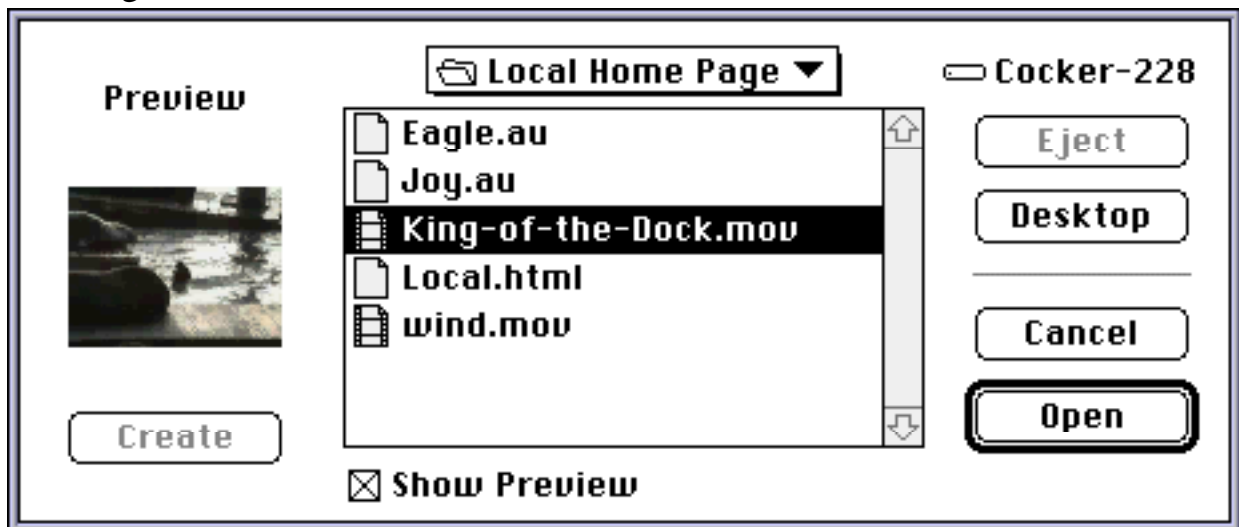 Preview
Create
Local Home Page
Eagle.au
Joy.au
King-of-the-Dock.mov
Local.html
wind.mov
Show Preview
Cocker-228
Eject
Desktop
Cancel
Open